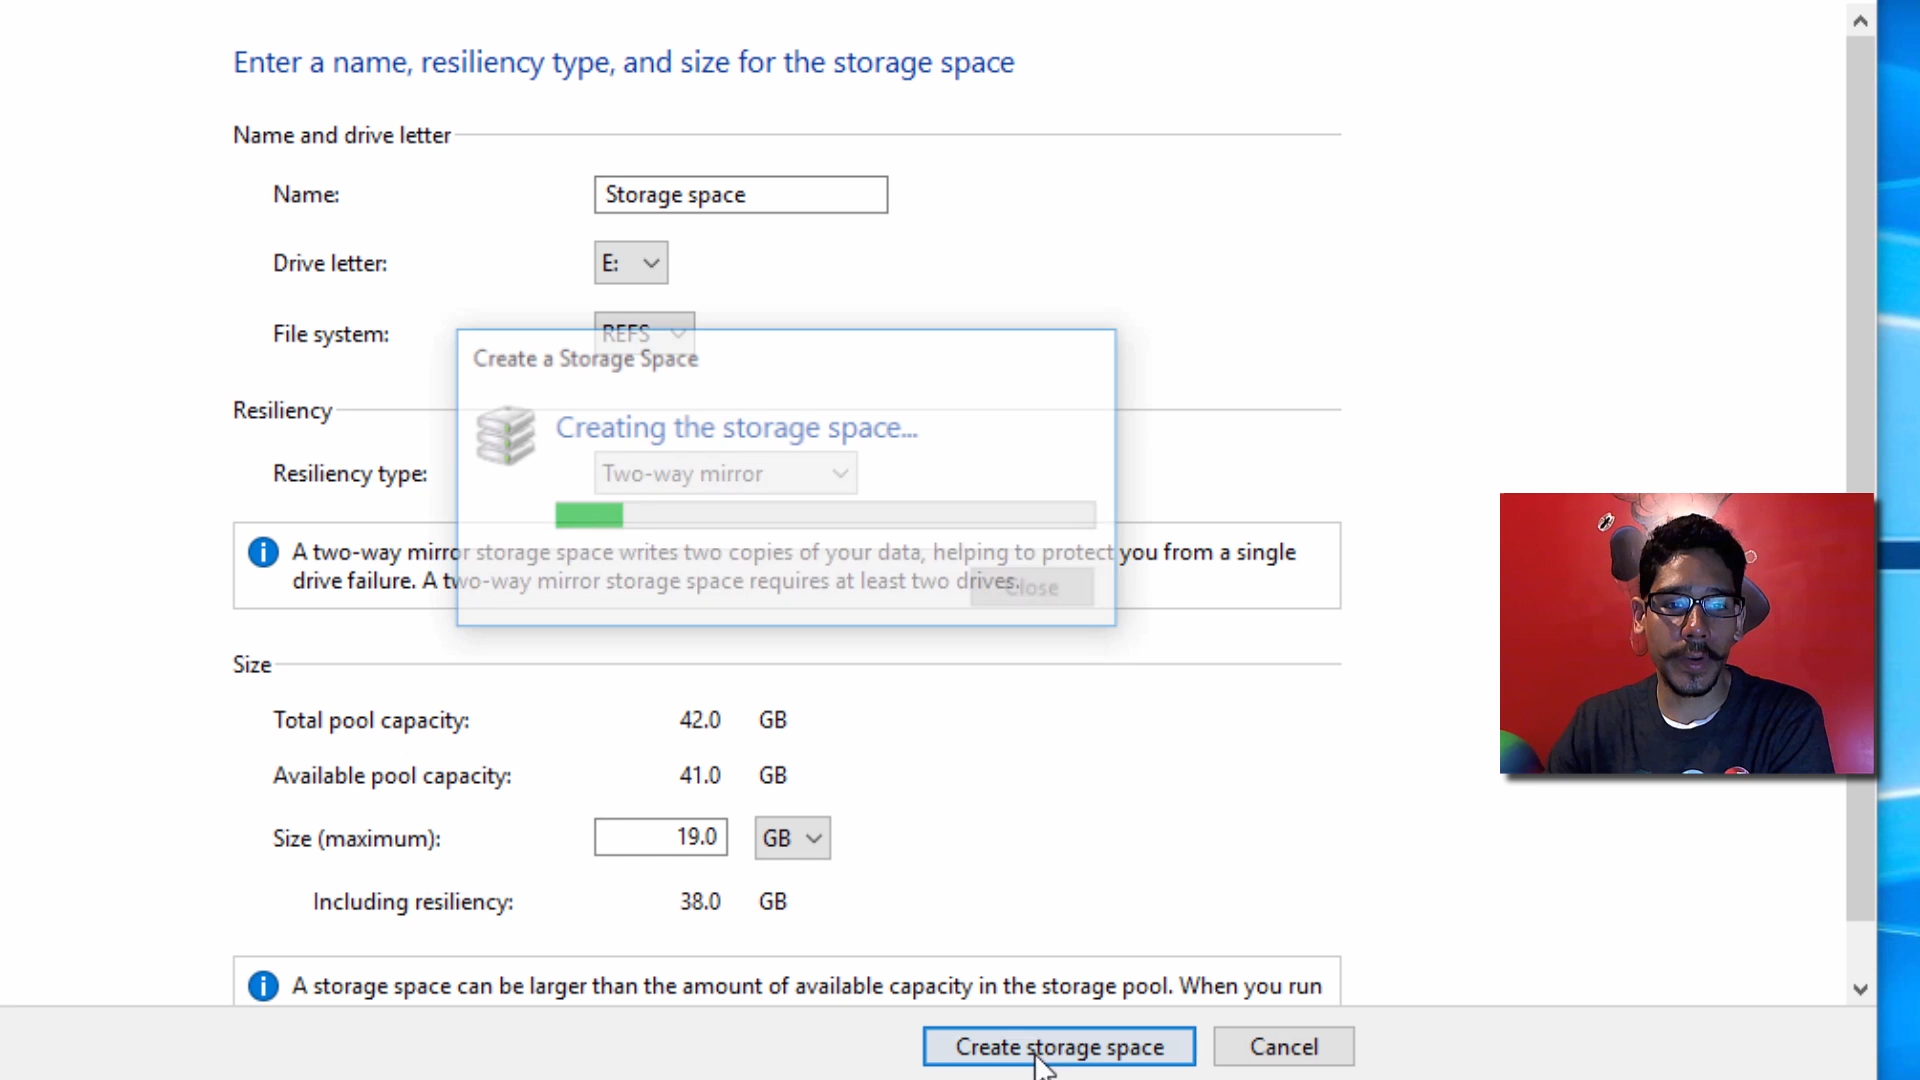 Enter a name, resiliency type, and size for the storage space
Name and drive letter
Name:
Storage space
Drive letter:
E:
File system:
REFS
Create a Storage Space
Resiliency
Creating the storage space...
Resiliency type:
Two-way mirror
A two-way mirror storage space writes two copies of your data, helping to protect you from a single
drive failure. A two-way mirror storage space requires at least two drives.
Close
Size
Total pool capacity: 42.0 GB
Available pool capacity: 41.0 GB
Size (maximum): 19.0 GB
Including resiliency: 38.0 GB
A storage space can be larger than the amount of available capacity in the storage pool. When you run
Create storage space
Cancel